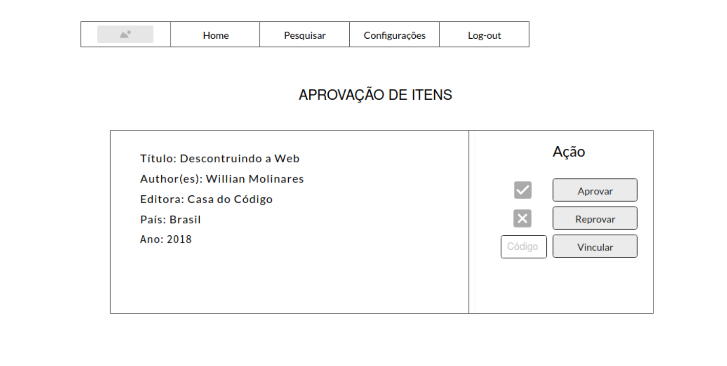 Home Pesquisar Configurações Log-out
APROVAÇÃO DE ITENS
Título: Descontruindo a Web
Author(es): Willian Molinares
Editora: Casa do Código
País: Brasil
Ano: 2018
Ação
Aprovar
Reprovar
Código Vincular